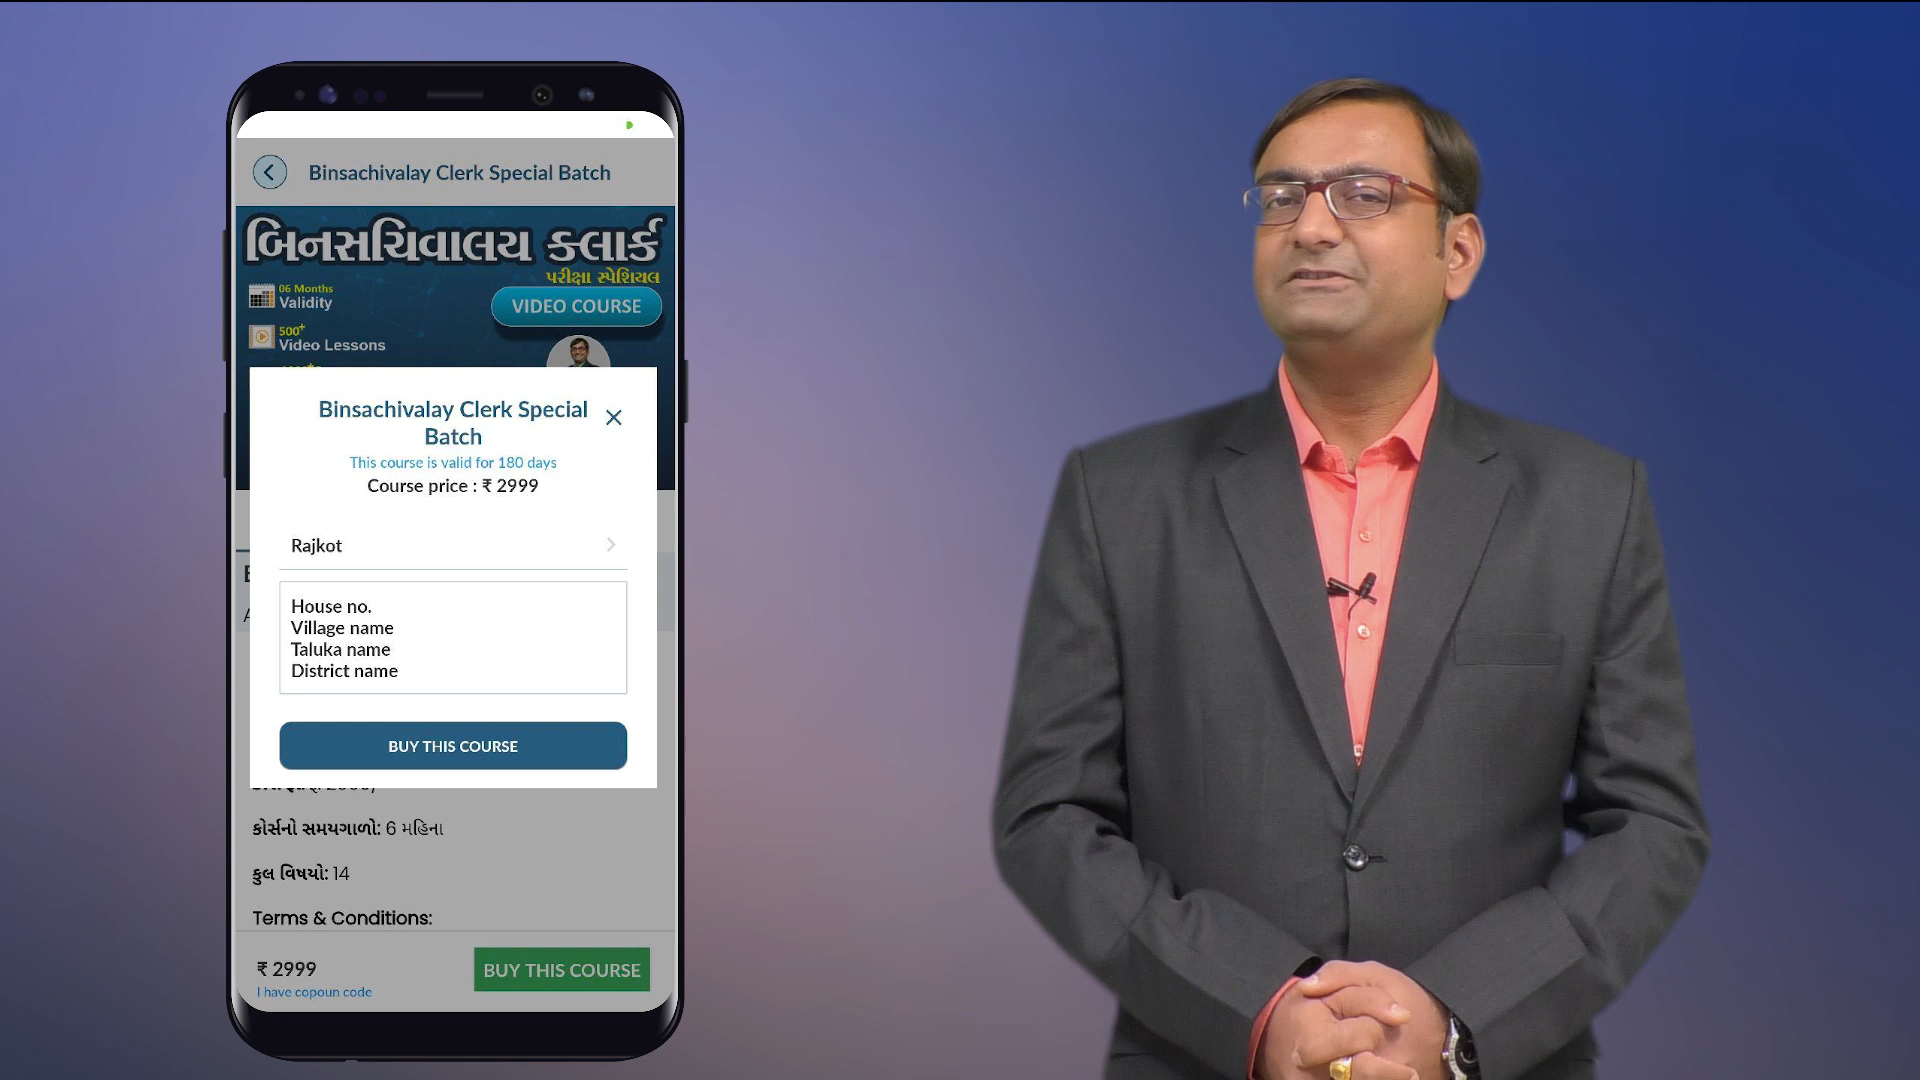 Binsachivalay Clerk Special Batch
બિનસચિવાલય ક્લાર્ક
પરીક્ષા સ્પેશિયલ
06 Months
Validity
VIDEO COURSE
500+
Video Lessons
Binsachivalay Clerk Special
Batch
This course is valid for 180 days
Course price : ₹ 2999
Rajkot
House no.
Village name
Taluka name
District name
BUY THIS COURSE
કોર્સનો સમયગાળો: 6 મહિના
કુલ વિષયો: 14
Terms & Conditions:
₹ 2999
BUY THIS COURSE
I have copoun code